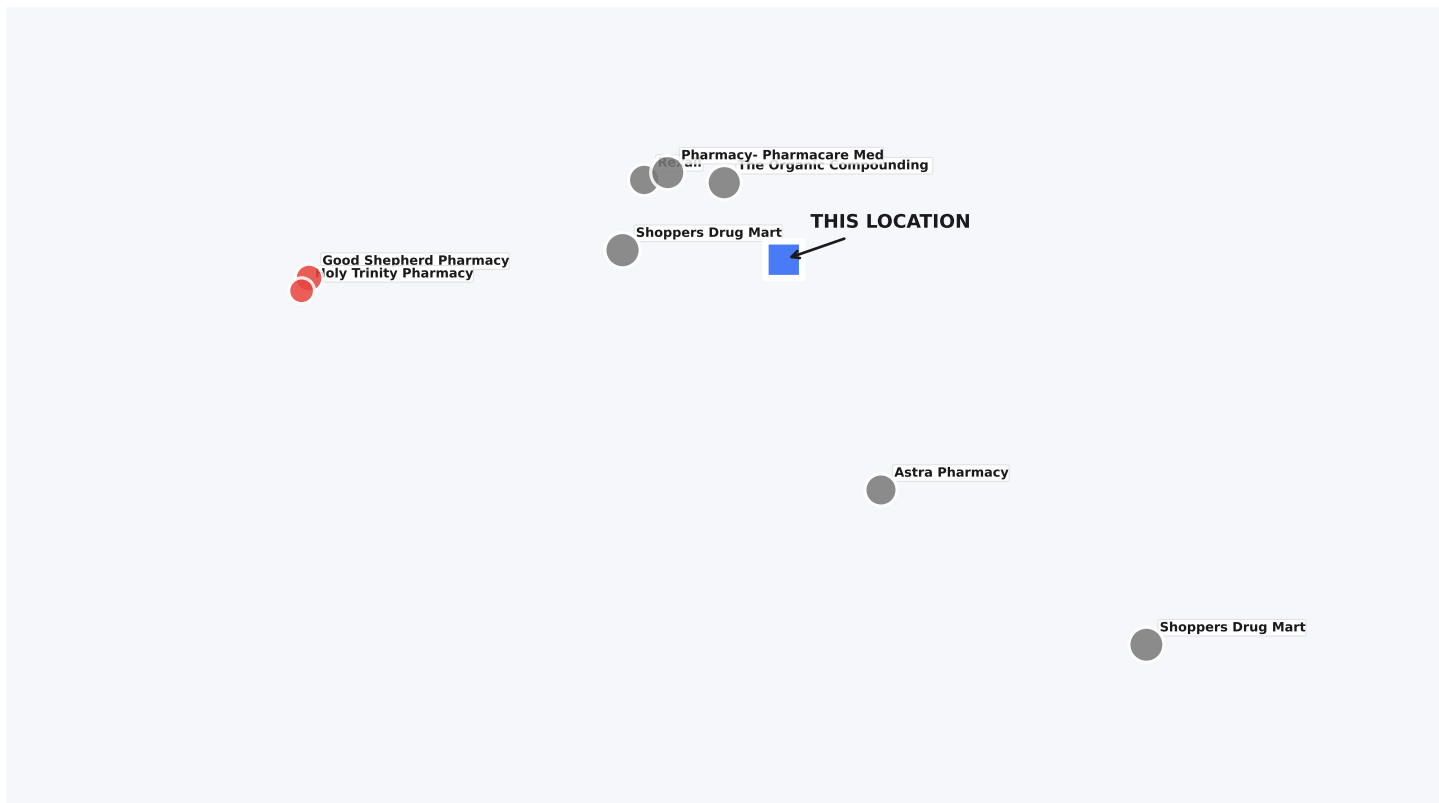 Pharmacy- Pharmacare Med
The Organic Compounding
THIS LOCATION
Shoppers Drug Mart
Good Shepherd Pharmacy
Holy Trinity Pharmacy
Astra Pharmacy
Shoppers Drug Mart